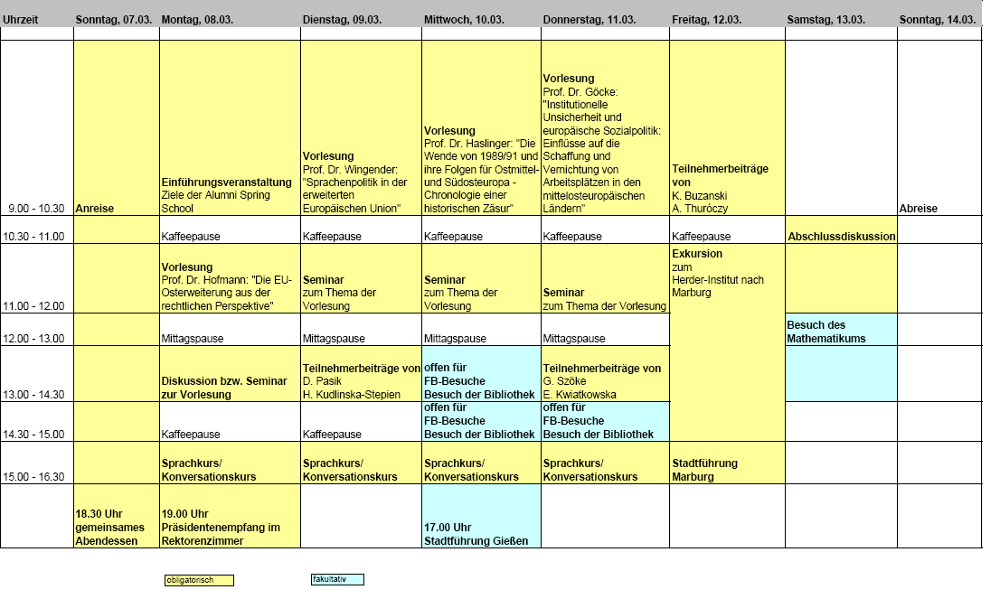 Uhrzeit Sonntag, 07.03. Montag, 08.03. Dienstag, 09.03. Mittwoch, 10.03. Donnerstag, 11.03. Freitag, 12.03. Samstag, 13.03. Sonntag, 14.03.
9.00 - 10.30
Anreise
Einführungsveranstaltung
Ziele der Alumni Spring
School
Vorlesung
Prof. Dr. Wingender:
"Sprachenpolitik in der
erweiterten
Europäischen Union"
Vorlesung
Prof. Dr. Haslinger: "Die
Wende von 1989/91 und
ihre Folgen für Ostmittel-
und Südosteuropa -
Chronologie einer
historischen Zäsur"
Vorlesung
Prof. Dr. Göcke:
"Institutionelle
Unsicherheit und
europäische Sozialpolitik:
Einflüsse auf die
Schaffung und
Vernichtung von
Arbeitsplätzen in den
mittelosteuropäischen
Ländern"
Teilnehmerbeiträge
von
K. Buzanski
A. Thuróczy
Abreise
10.30 - 11.00
Kaffeepause
Kaffeepause
Kaffeepause
Kaffeepause
Kaffeepause
Abschlussdiskussion
11.00 - 12.00
Vorlesung
Prof. Dr. Hofmann: "Die EU-
Osterweiterung aus der
rechtlichen Perspektive"
Seminar
zum Thema der
Vorlesung
Seminar
zum Thema der
Vorlesung
Seminar
zum Thema der Vorlesung
Exkursion
zum
Herder-Institut nach
Marburg
12.00 - 13.00
Mittagspause
Mittagspause
Mittagspause
Mittagspause
Besuch des
Mathematikums
13.00 - 14.30
Diskussion bzw. Seminar
zur Vorlesung
Teilnehmerbeiträge von
D. Pasik
H. Kudlinska-Stepien
offen für
FB-Besuche
Besuch der Bibliothek
Teilnehmerbeiträge von
G. Szöke
E. Kwiatkowska
14.30 - 15.00
Kaffeepause
Kaffeepause
offen für
FB-Besuche
Besuch der Bibliothek
offen für
FB-Besuche
Besuch der Bibliothek
15.00 - 16.30
Sprachkurs/
Konversationskurs
Sprachkurs/
Konversationskurs
Sprachkurs/
Konversationskurs
Sprachkurs/
Konversationskurs
Stadtführung
Marburg
18.30 Uhr
gemeinsames
Abendessen
19.00 Uhr
Präsidentenempfang im
Rektorenzimmer
17.00 Uhr
Stadtführung Gießen
obligatorisch
fakultativ